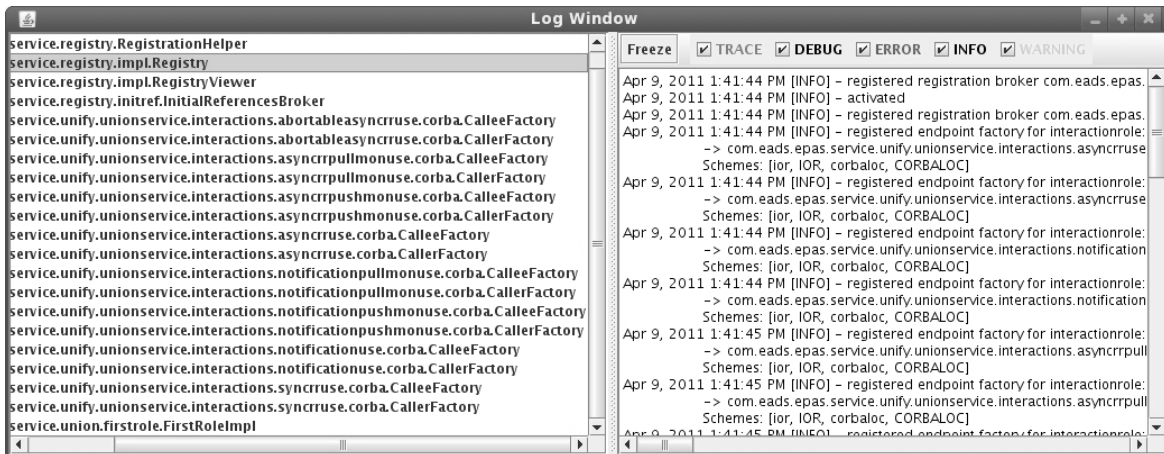 Log Window
service.registry.RegistrationHelper
service.registry.impl.Registry
service.registry.impl.RegistryViewer
service.registry.initref.InitialReferencesBroker
service.unify.unionservice.interactions.abortableasyncrruse.corba.CalleeFactory
service.unify.unionservice.interactions.abortableasyncrruse.corba.CallerFactory
service.unify.unionservice.interactions.asyncrrpullmonuse.corba.CalleeFactory
service.unify.unionservice.interactions.asyncrrpullmonuse.corba.CallerFactory
service.unify.unionservice.interactions.asyncrrpushmonuse.corba.CalleeFactory
service.unify.unionservice.interactions.asyncrrpushmonuse.corba.CallerFactory
service.unify.unionservice.interactions.asyncrruse.corba.CalleeFactory
service.unify.unionservice.interactions.asyncrruse.corba.CallerFactory
service.unify.unionservice.interactions.notificationpullmonuse.corba.CalleeFactory
service.unify.unionservice.interactions.notificationpullmonuse.corba.CallerFactory
service.unify.unionservice.interactions.notificationpushmonuse.corba.CalleeFactory
service.unify.unionservice.interactions.notificationpushmonuse.corba.CallerFactory
service.unify.unionservice.interactions.notificationuse.corba.CalleeFactory
service.unify.unionservice.interactions.notificationuse.corba.CallerFactory
service.unify.unionservice.interactions.syncrruse.corba.CalleeFactory
service.unify.unionservice.interactions.syncrruse.corba.CallerFactory
service.union.firstrole.FirstRoleImpl
Freeze TRACE DEBUG ERROR INFO WARNING
Apr 9, 2011 1:41:44 PM [INFO] – registered registration broker com.eads.epas.
Apr 9, 2011 1:41:44 PM [INFO] – activated
Apr 9, 2011 1:41:44 PM [INFO] – registered registration broker com.eads.epas.
Apr 9, 2011 1:41:44 PM [INFO] – registered endpoint factory for interactionrole:
-> com.eads.epas.service.unify.unionservice.interactions.asyncrruse
Schemes: [ior, IOR, corbaloc, CORBALOC]
Apr 9, 2011 1:41:44 PM [INFO] – registered endpoint factory for interactionrole:
-> com.eads.epas.service.unify.unionservice.interactions.asyncrruse
Schemes: [ior, IOR, corbaloc, CORBALOC]
Apr 9, 2011 1:41:44 PM [INFO] – registered endpoint factory for interactionrole:
-> com.eads.epas.service.unify.unionservice.interactions.notification
Schemes: [ior, IOR, corbaloc, CORBALOC]
Apr 9, 2011 1:41:44 PM [INFO] – registered endpoint factory for interactionrole:
-> com.eads.epas.service.unify.unionservice.interactions.notification
Schemes: [ior, IOR, corbaloc, CORBALOC]
Apr 9, 2011 1:41:45 PM [INFO] – registered endpoint factory for interactionrole:
-> com.eads.epas.service.unify.unionservice.interactions.asyncrrpull
Schemes: [ior, IOR, corbaloc, CORBALOC]
Apr 9, 2011 1:41:45 PM [INFO] – registered endpoint factory for interactionrole:
-> com.eads.epas.service.unify.unionservice.interactions.asyncrrpull
Schemes: [ior, IOR, corbaloc, CORBALOC]
Apr 9, 2011 1:41:45 PM [INFO] – registered endpoint factory for interactionrole: